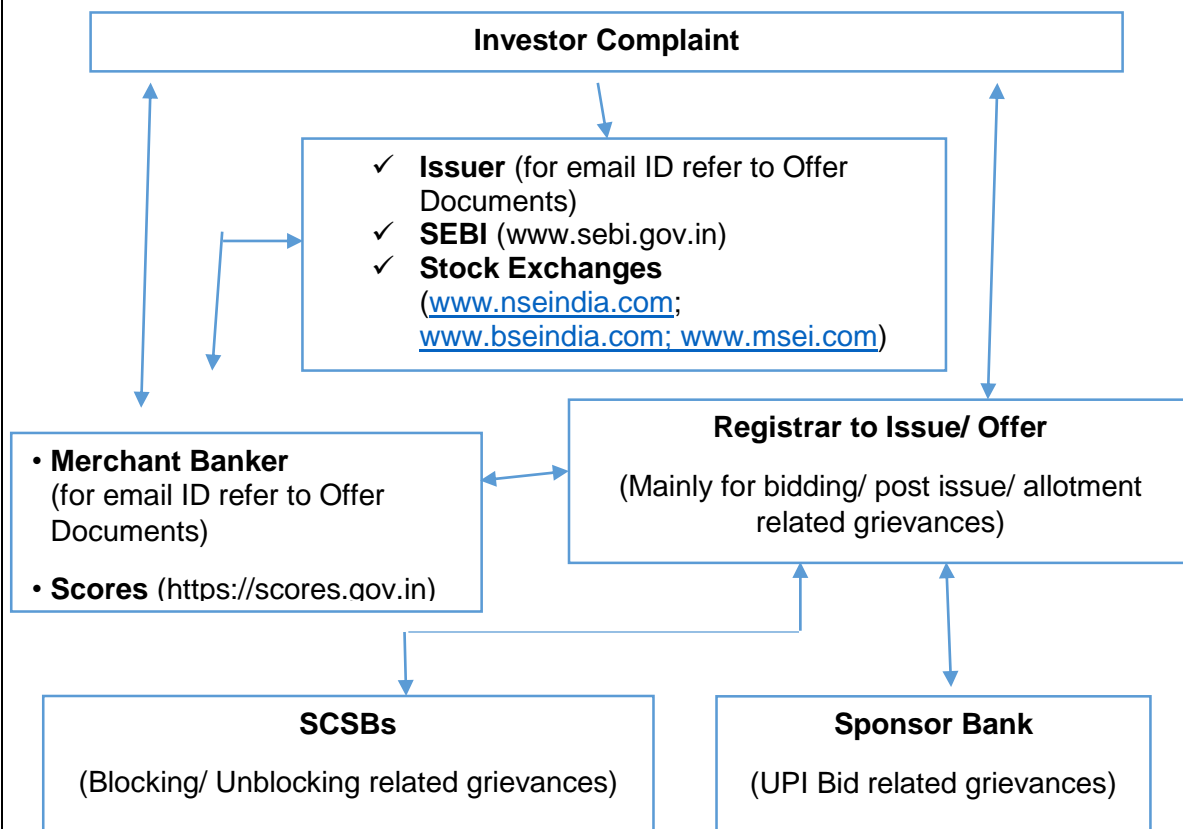 Investor Complaint
✓ Issuer (for email ID refer to Offer
Documents)
✓ SEBI (www.sebi.gov.in)
✓ Stock Exchanges
(www.nseindia.com;
www.bseindia.com; www.msei.com)
Registrar to Issue/ Offer
(Mainly for bidding/ post issue/ allotment
related grievances)
• Merchant Banker
(for email ID refer to Offer
Documents)
• Scores (https://scores.gov.in)
SCSBs
(Blocking/ Unblocking related grievances)
Sponsor Bank
(UPI Bid related grievances)